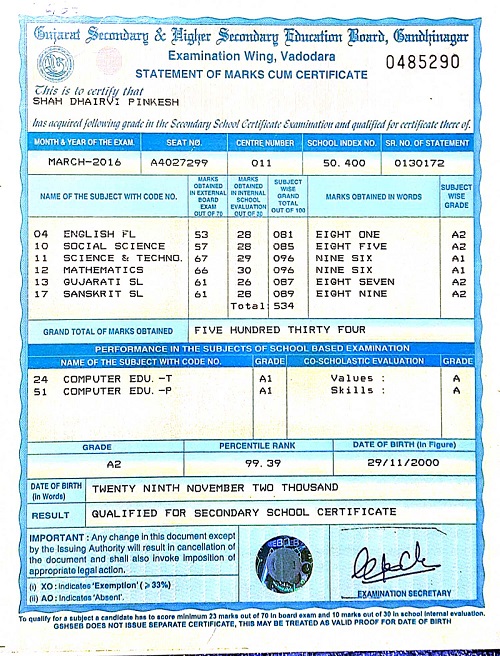 Gujarat Secondary & Higher Secondary Education Board, Gandhinagar
Examination Wing, Vadodara
0485290
STATEMENT OF MARKS CUM CERTIFICATE
This is to certify that
SHAH DHAIRVI PINKESH
has acquired following grade in the Secondary School Certificate Examination and qualified for certificate there of.
MONTH & YEAR OF THE EXAM. SEAT NO. CENTRE NUMBER SCHOOL INDEX NO. SR. NO. OF STATEMENT
MARCH-2016 A4027299 011 50.400 0130172
NAME OF THE SUBJECT WITH CODE NO. MARKS OBTAINED IN EXTERNAL BOARD EXAM OUT OF 70 MARKS OBTAINED IN INTERNAL SCHOOL EVALUATION OUT OF 30 SUBJECT WISE GRAND TOTAL OUT OF 100 MARKS OBTAINED IN WORDS SUBJECT WISE GRADE
04 ENGLISH FL 53 28 081 EIGHT ONE A2
10 SOCIAL SCIENCE 57 28 085 EIGHT FIVE A2
11 SCIENCE & TECHNO. 67 29 096 NINE SIX A1
12 MATHEMATICS 66 30 096 NINE SIX A1
13 GUJARATI SL 61 26 087 EIGHT SEVEN A2
17 SANSKRIT SL 61 28 089 EIGHT NINE A2
Total: 534
GRAND TOTAL OF MARKS OBTAINED FIVE HUNDRED THIRTY FOUR
PERFORMANCE IN THE SUBJECTS OF SCHOOL BASED EXAMINATION
NAME OF THE SUBJECT WITH CODE NO. GRADE CO-SCHOLASTIC EVALUATION GRADE
24 COMPUTER EDU. -T A1 Values : A
51 COMPUTER EDU. -P A1 Skills : A
GRADE PERCENTILE RANK DATE OF BIRTH (In Figure)
A2 99.39 29/11/2000
DATE OF BIRTH (in Words) TWENTY NINTH NOVEMBER TWO THOUSAND
RESULT QUALIFIED FOR SECONDARY SCHOOL CERTIFICATE
IMPORTANT : Any change in this document except
by the Issuing Authority will result in cancellation
of the document and shall also invoke imposition of
appropriate legal action.
(i) XO : Indicates 'Exemption' (⩾33%)
(ii) AO : Indicates 'Absent'.
EXAMINATION SECRETARY
To qualify for a subject a candidate has to score minimum 23 marks out of 70 in board exam and 10 marks out of 30 in school internal evaluation.
GSHSEB DOES NOT ISSUE SEPARATE CERTIFICATE, THIS MAY BE TREATED AS VALID PROOF FOR DATE OF BIRTH